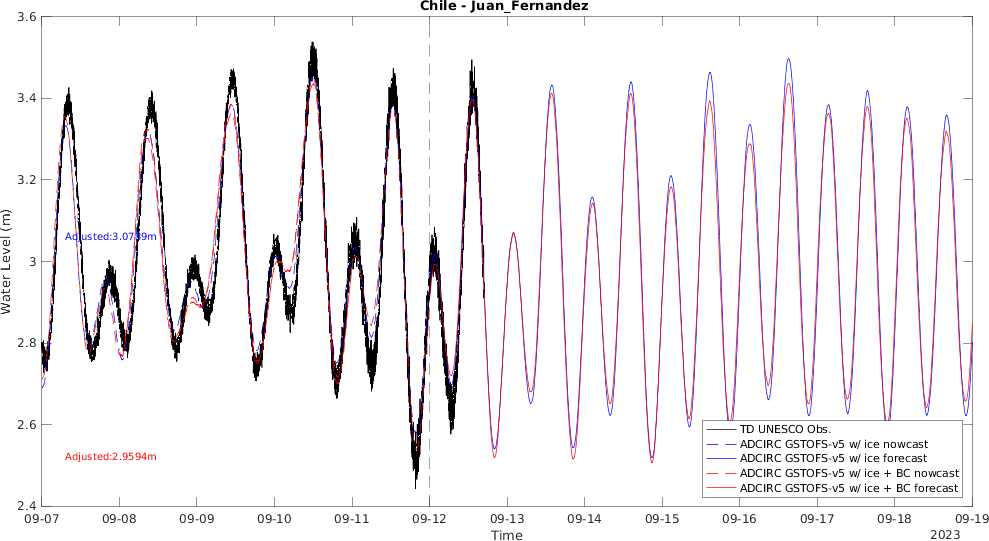 Chile - Juan_Fernandez
3.6
3.4
3.2
3
2.8
2.6
2.4
Water Level (m)
Adjusted:3.0789m
Adjusted:2.9594m
TD UNESCO Obs.
ADCIRC GSTOFS-v5 w/ ice nowcast
ADCIRC GSTOFS-v5 w/ ice forecast
ADCIRC GSTOFS-v5 w/ ice + BC nowcast
ADCIRC GSTOFS-v5 w/ ice + BC forecast
09-07 09-08 09-09 09-10 09-11 09-12 09-13 09-14 09-15 09-16 09-17 09-18 09-19
Time
2023